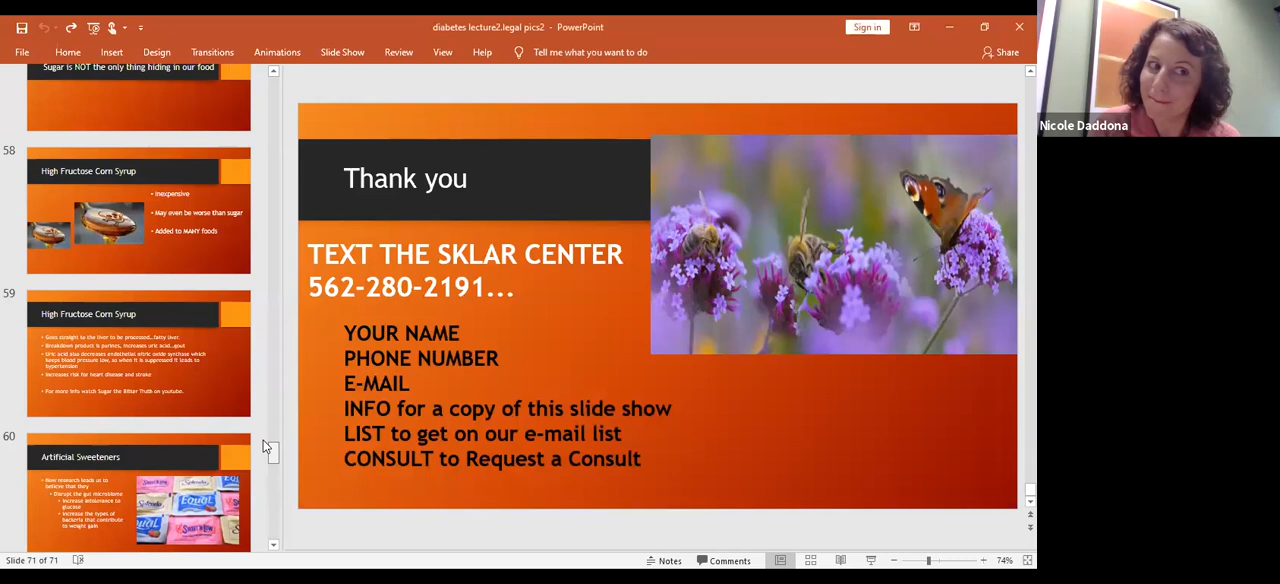 diabetes lecture2.legal pics2 - PowerPoint
Sign in
File Home Insert Design Transitions Animations Slide Show Review View Help Tell me what you want to do
Share
Sugar is NOT the only thing hiding in our food
58
High Fructose Corn Syrup
• Inexpensive
• May even be worse than sugar
• Added to MANY foods
59
High Fructose Corn Syrup
• Goes straight to the liver to be processed...fatty liver.
• Breakdown product is purines, increases uric acid...gout
• Uric acid also decreases endothelial nitric oxide synthase which
keeps blood pressure low, as when it is suppressed it leads to
hypertension
• Increases risk for heart disease and stroke
• For more info watch Sugar the Bitter Truth on youtube.
60
Artificial Sweeteners
• New research leads us to
believe that they
• Disrupt the gut microbiome
• Increase intolerance to
glucose
• Increase the types of
bacteria that contribute
to weight gain
Splenda
Equal
Sweet'N Low
Thank you
TEXT THE SKLAR CENTER
562-280-2191...
YOUR NAME
PHONE NUMBER
E-MAIL
INFO for a copy of this slide show
LIST to get on our e-mail list
CONSULT to Request a Consult
Nicole Daddona
Slide 71 of 71
Notes
Comments
74%